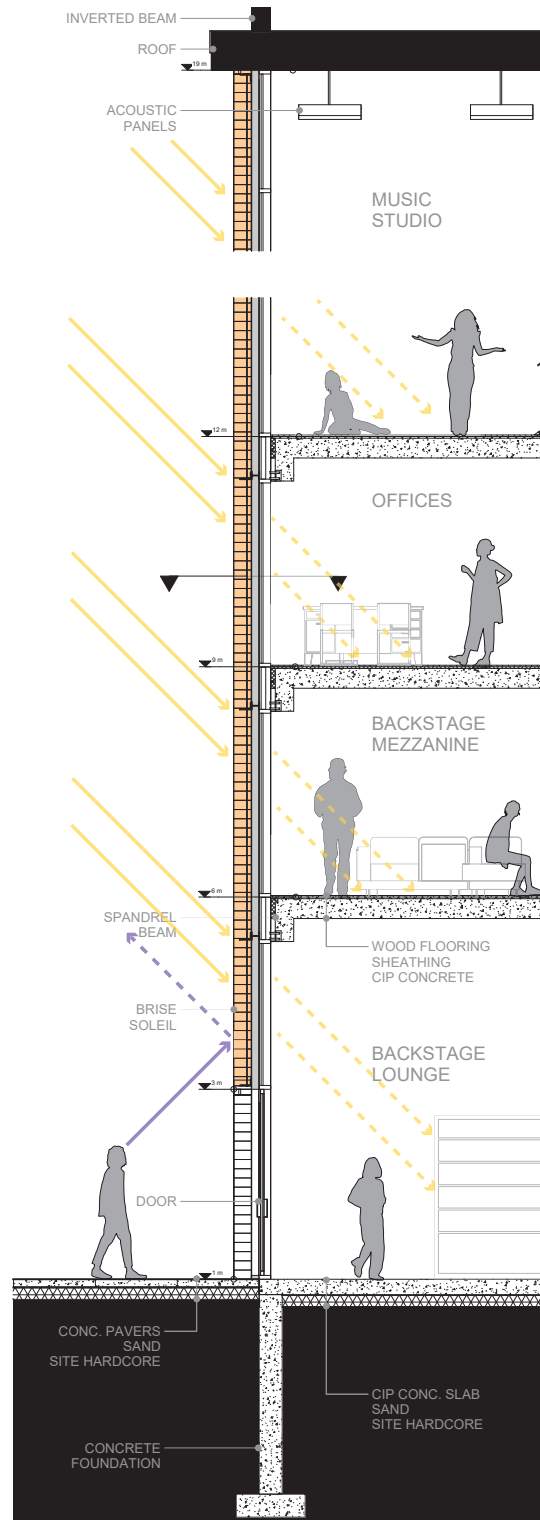 INVERTED BEAM
ROOF
19 m
ACOUSTIC
PANELS
MUSIC
STUDIO
12 m
OFFICES
9 m
BACKSTAGE
MEZZANINE
6 m
SPANDREL
BEAM
WOOD FLOORING
SHEATHING
CIP CONCRETE
BRISE
SOLEIL
BACKSTAGE
LOUNGE
3 m
DOOR
1 m
CONC. PAVERS
SAND
SITE HARDCORE
CIP CONC. SLAB
SAND
SITE HARDCORE
CONCRETE
FOUNDATION